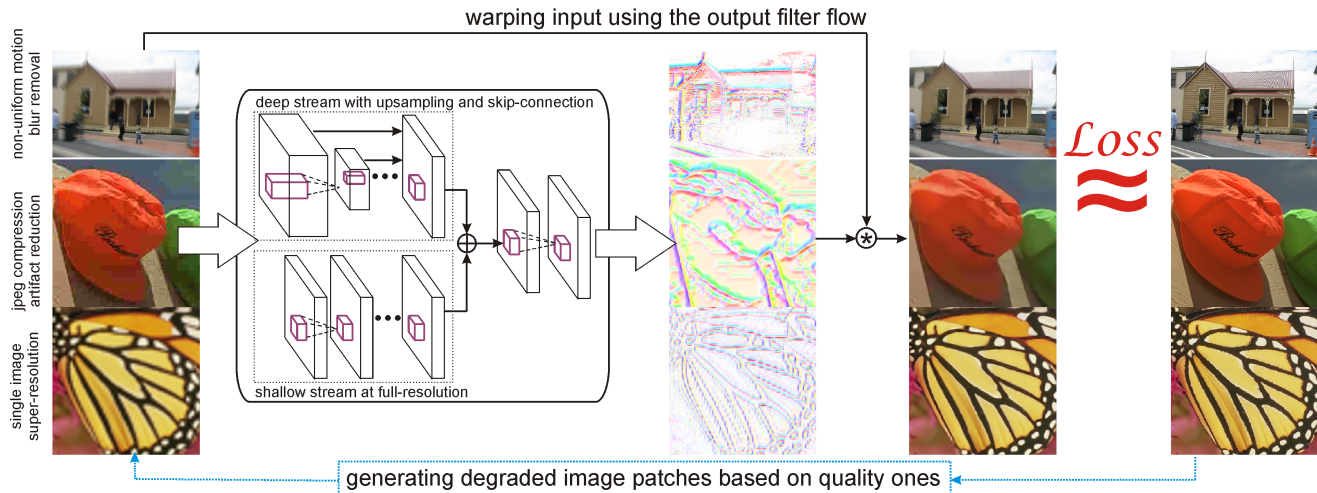 warping input using the output filter flow
non-uniform motion
blur removal
deep stream with upsampling and skip-connection
Loss
jpeg compression
artifact reduction
Bahama
single image
super-resolution
shallow stream at full-resolution
generating degraded image patches based on quality ones